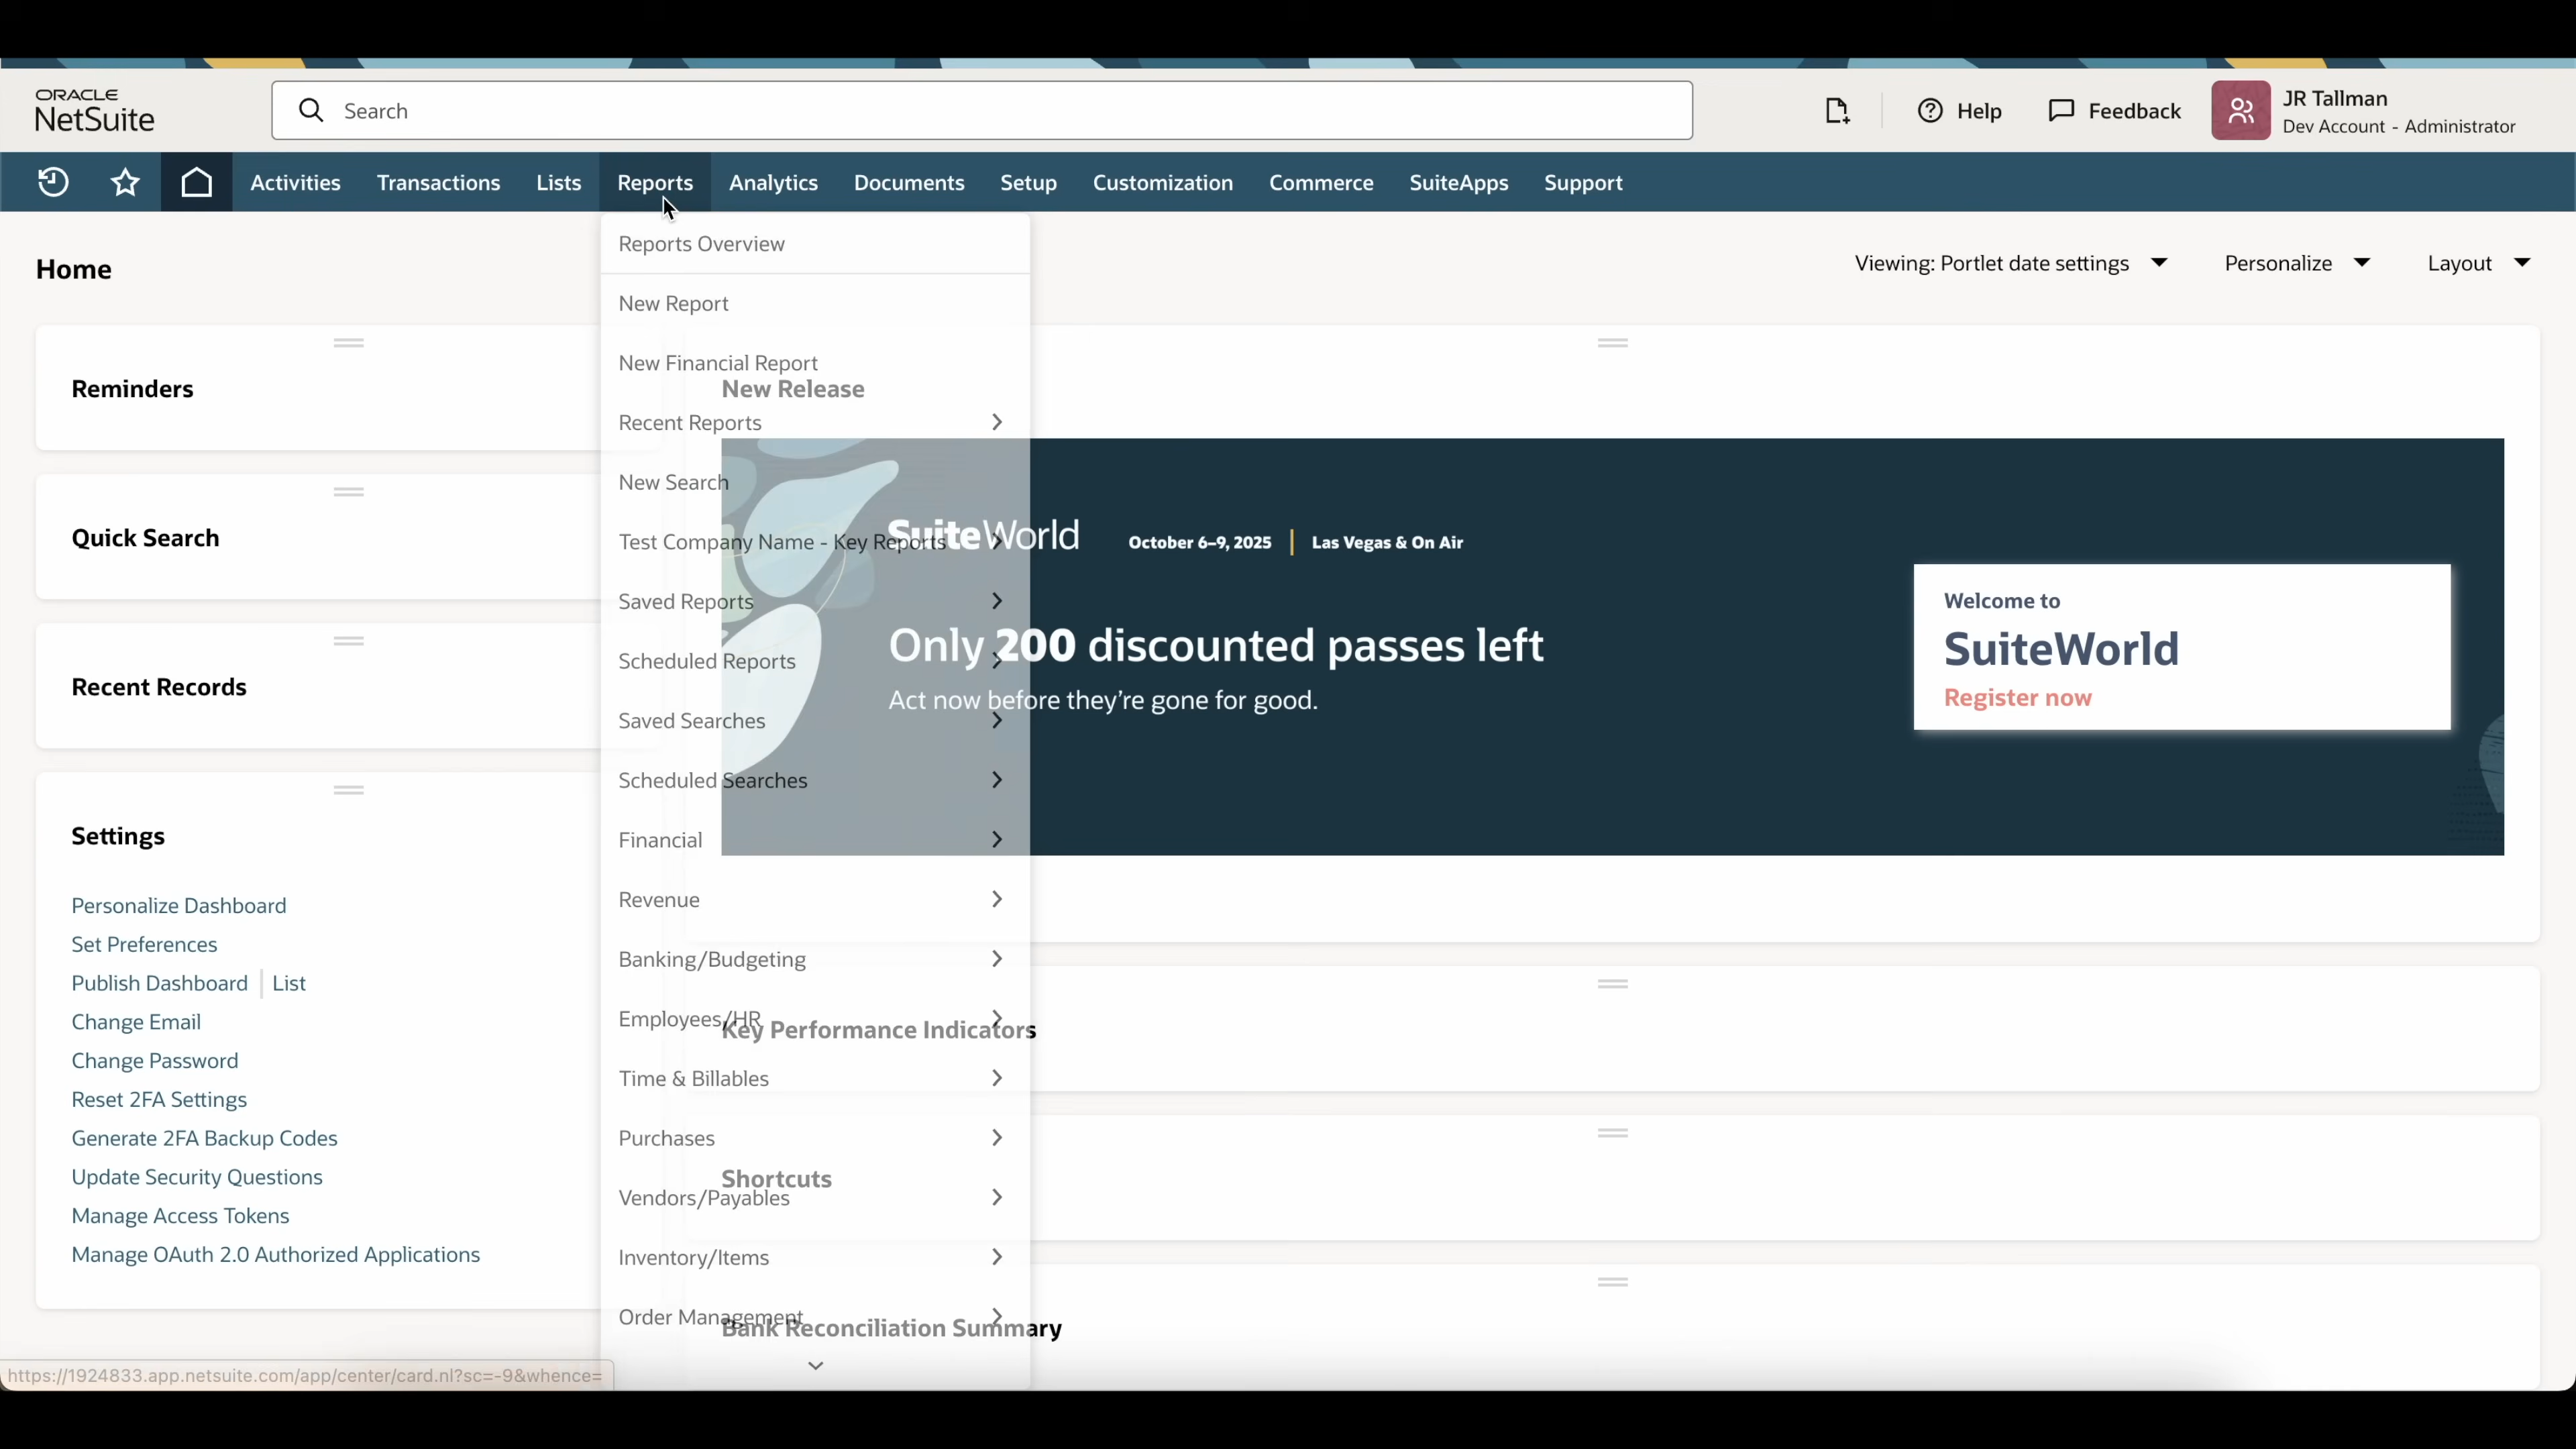 ORACLE
NetSuite
Search
Help
Feedback
JR Tallman
Dev Account - Administrator
Activities
Transactions
Lists
Reports
Analytics
Documents
Setup
Customization
Commerce
SuiteApps
Support
Home
Viewing: Portlet date settings
Personalize
Layout
Reminders
Quick Search
Recent Records
Settings
Personalize Dashboard
Set Preferences
Publish Dashboard | List
Change Email
Change Password
Reset 2FA Settings
Generate 2FA Backup Codes
Update Security Questions
Manage Access Tokens
Manage OAuth 2.0 Authorized Applications
Reports Overview
New Report
New Financial Report
Recent Reports
New Search
Test Company Name - Key Reports
Saved Reports
Scheduled Reports
Saved Searches
Scheduled Searches
Financial
Revenue
Banking/Budgeting
Employees/HR
Time & Billables
Purchases
Vendors/Payables
Inventory/Items
Order Management
New Release
SuiteWorld
October 6–9, 2025 | Las Vegas & On Air
Only 200 discounted passes left
Act now before they’re gone for good.
Welcome to
SuiteWorld
Register now
Key Performance Indicators
Shortcuts
Bank Reconciliation Summary
https://1924833.app.netsuite.com/app/center/card.nl?sc=-9&whence=